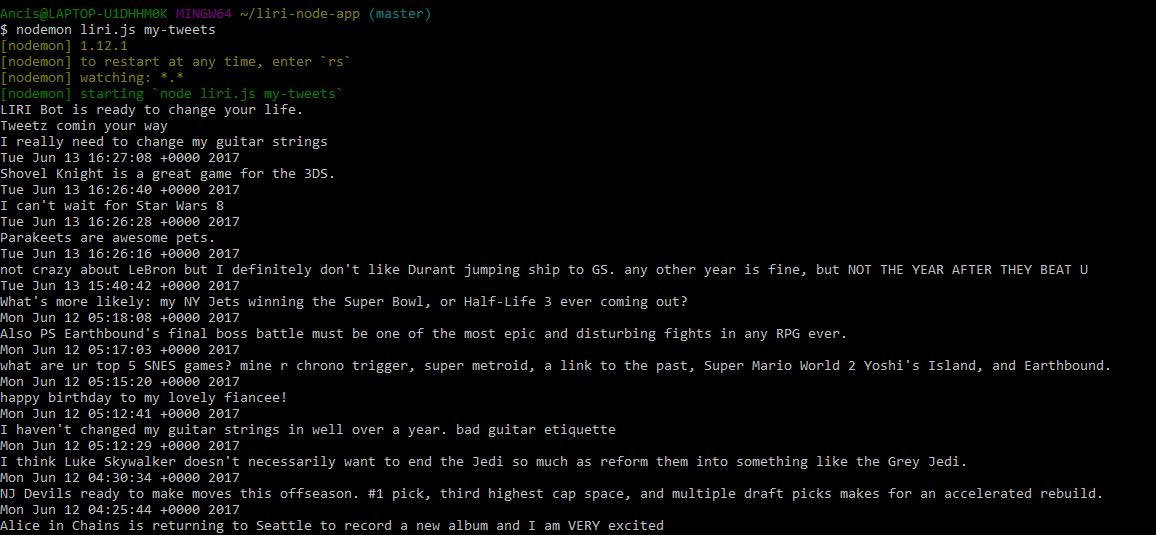 Ancis@LAPTOP-U1DHHM0K MINGW64 ~/liri-node-app (master)
$ nodemon liri.js my-tweets
[nodemon] 1.12.1
[nodemon] to restart at any time, enter `rs`
[nodemon] watching: *.*
[nodemon] starting `node liri.js my-tweets`
LIRI Bot is ready to change your life.
Tweetz comin your way
I really need to change my guitar strings
Tue Jun 13 16:27:08 +0000 2017
Shovel Knight is a great game for the 3DS.
Tue Jun 13 16:26:40 +0000 2017
I can't wait for Star Wars 8
Tue Jun 13 16:26:28 +0000 2017
Parakeets are awesome pets.
Tue Jun 13 16:26:16 +0000 2017
not crazy about LeBron but I definitely don't like Durant jumping ship to GS. any other year is fine, but NOT THE YEAR AFTER THEY BEAT U
Tue Jun 13 15:40:42 +0000 2017
What's more likely: my NY Jets winning the Super Bowl, or Half-Life 3 ever coming out?
Mon Jun 12 05:18:08 +0000 2017
Also PS Earthbound's final boss battle must be one of the most epic and disturbing fights in any RPG ever.
Mon Jun 12 05:17:03 +0000 2017
what are ur top 5 SNES games? mine r chrono trigger, super metroid, a link to the past, Super Mario World 2 Yoshi's Island, and Earthbound.
Mon Jun 12 05:15:20 +0000 2017
happy birthday to my lovely fiancee!
Mon Jun 12 05:12:41 +0000 2017
I haven't changed my guitar strings in well over a year. bad guitar etiquette
Mon Jun 12 05:12:29 +0000 2017
I think Luke Skywalker doesn't necessarily want to end the Jedi so much as reform them into something like the Grey Jedi.
Mon Jun 12 04:30:34 +0000 2017
NJ Devils ready to make moves this offseason. #1 pick, third highest cap space, and multiple draft picks makes for an accelerated rebuild.
Mon Jun 12 04:25:44 +0000 2017
Alice in Chains is returning to Seattle to record a new album and I am VERY excited